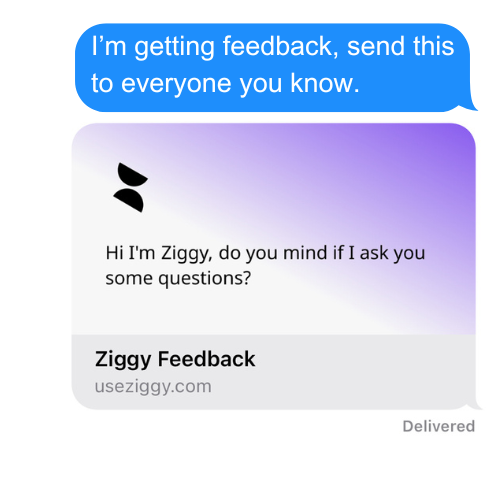 I’m getting feedback, send this
to everyone you know.
Hi I'm Ziggy, do you mind if I ask you
some questions?
Ziggy Feedback
useziggy.com
Delivered